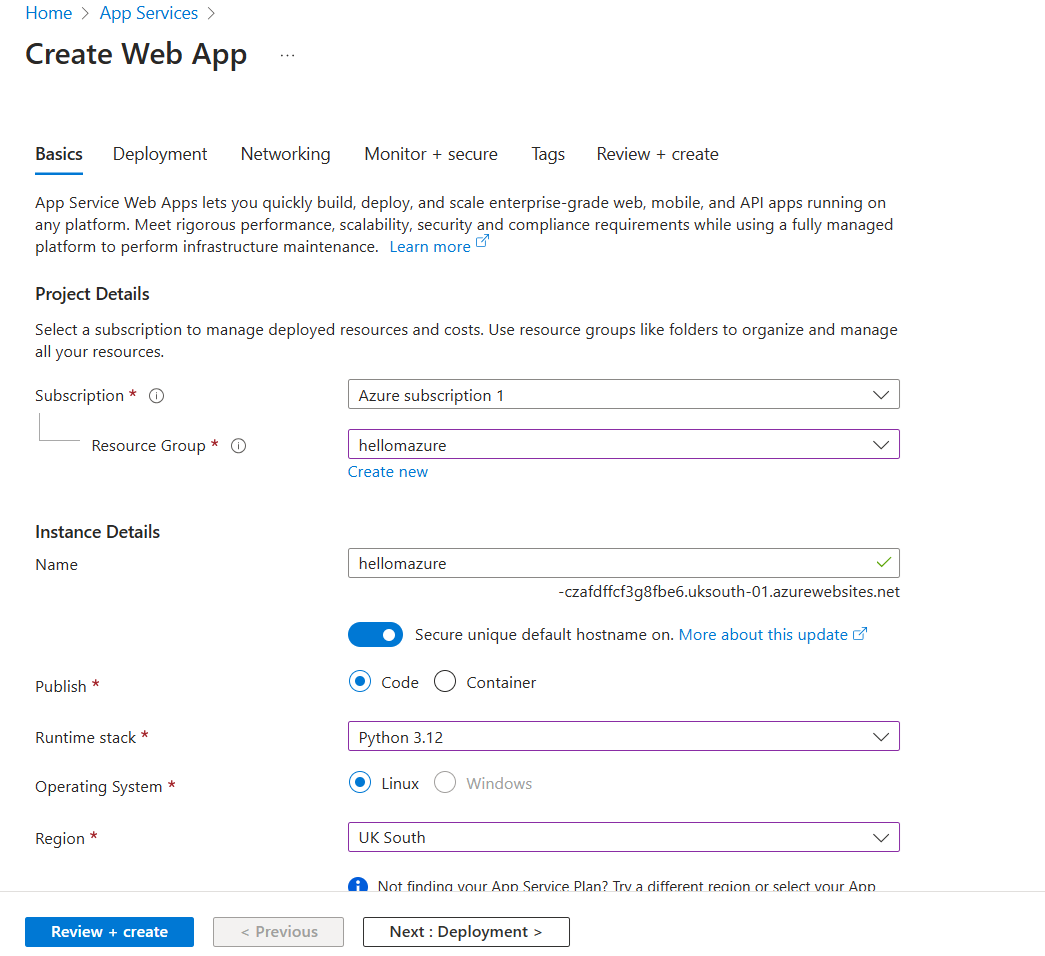 Home > App Services >
Create Web App ...
Basics Deployment Networking Monitor + secure Tags Review + create
App Service Web Apps lets you quickly build, deploy, and scale enterprise-grade web, mobile, and API apps running on
any platform. Meet rigorous performance, scalability, security and compliance requirements while using a fully managed
platform to perform infrastructure maintenance. Learn more
Project Details
Select a subscription to manage deployed resources and costs. Use resource groups like folders to organize and manage
all your resources.
Subscription * Azure subscription 1
Resource Group * hellomazure
Create new
Instance Details
Name hellomazure
-czafdffcf3g8fbe6.uksouth-01.azurewebsites.net
Secure unique default hostname on. More about this update
Publish * Code Container
Runtime stack * Python 3.12
Operating System * Linux Windows
Region * UK South
Not finding your App Service Plan? Try a different region or select your App
Review + create < Previous Next : Deployment >